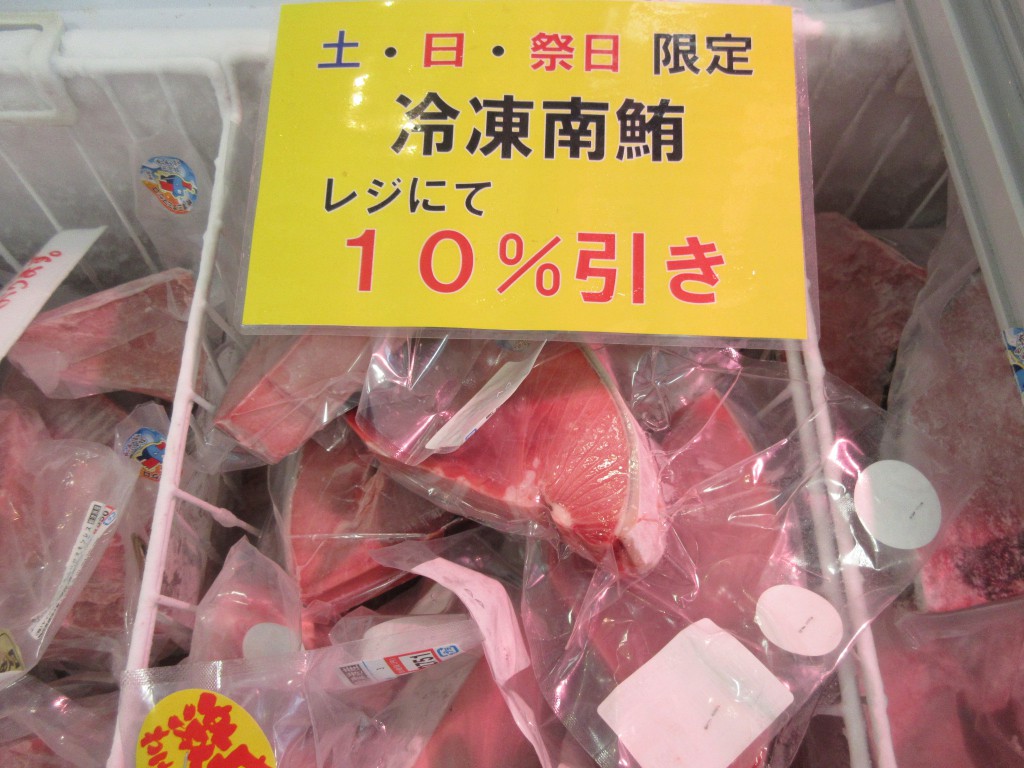 土・日・祭日 限定
冷凍南鮪
レジにて
10%引き